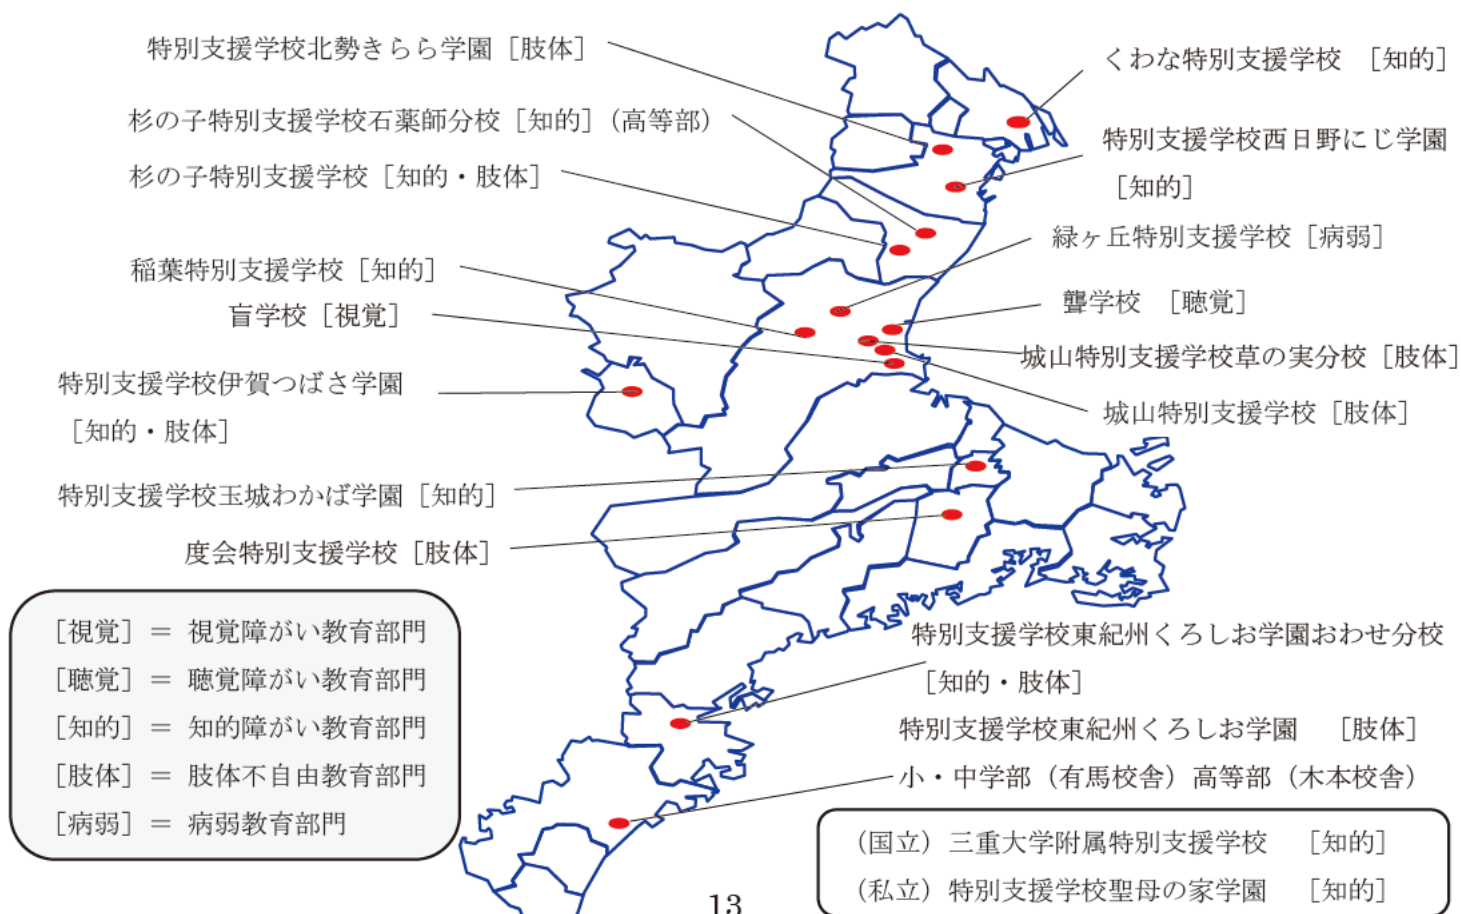 特別支援学校北勢きらら学園［肢体］
杉の子特別支援学校石薬師分校［知的］（高等部）
杉の子特別支援学校［知的・肢体］
稲葉特別支援学校［知的］
盲学校［視覚］
特別支援学校伊賀つばさ学園
［知的・肢体］
特別支援学校玉城わかば学園［知的］
度会特別支援学校［肢体］
くわな特別支援学校　［知的］
特別支援学校西日野にじ学園
［知的］
緑ヶ丘特別支援学校［病弱］
聾学校　［聴覚］
城山特別支援学校草の実分校［肢体］
城山特別支援学校［肢体］
特別支援学校東紀州くろしお学園おわせ分校
［知的・肢体］
特別支援学校東紀州くろしお学園　［肢体］
小・中学部（有馬校舎）高等部（木本校舎）
［視覚］＝ 視覚障がい教育部門
［聴覚］＝ 聴覚障がい教育部門
［知的］＝ 知的障がい教育部門
［肢体］＝ 肢体不自由教育部門
［病弱］＝ 病弱教育部門
（国立）三重大学附属特別支援学校　［知的］
（私立）特別支援学校聖母の家学園　［知的］
13